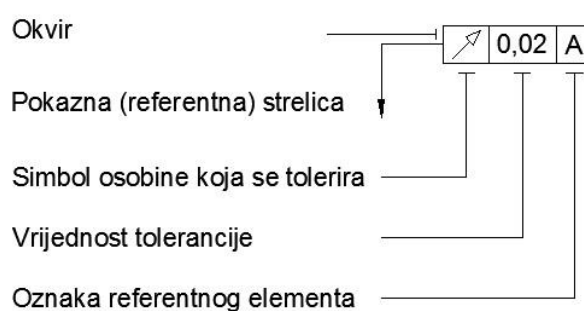 Okvir
0,02 A
Pokazna (referentna) strelica
Simbol osobine koja se tolerira
Vrijednost tolerancije
Oznaka referentnog elementa